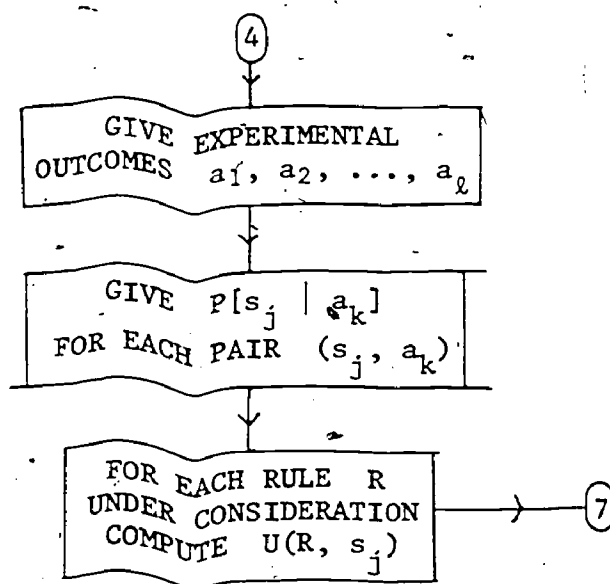 4
GIVE EXPERIMENTAL
OUTCOMES a1, a2, ..., aℓ
GIVE P[sj | ak]
FOR EACH PAIR (sj, ak)
FOR EACH RULE R
UNDER CONSIDERATION
COMPUTE U(R, sj)
7